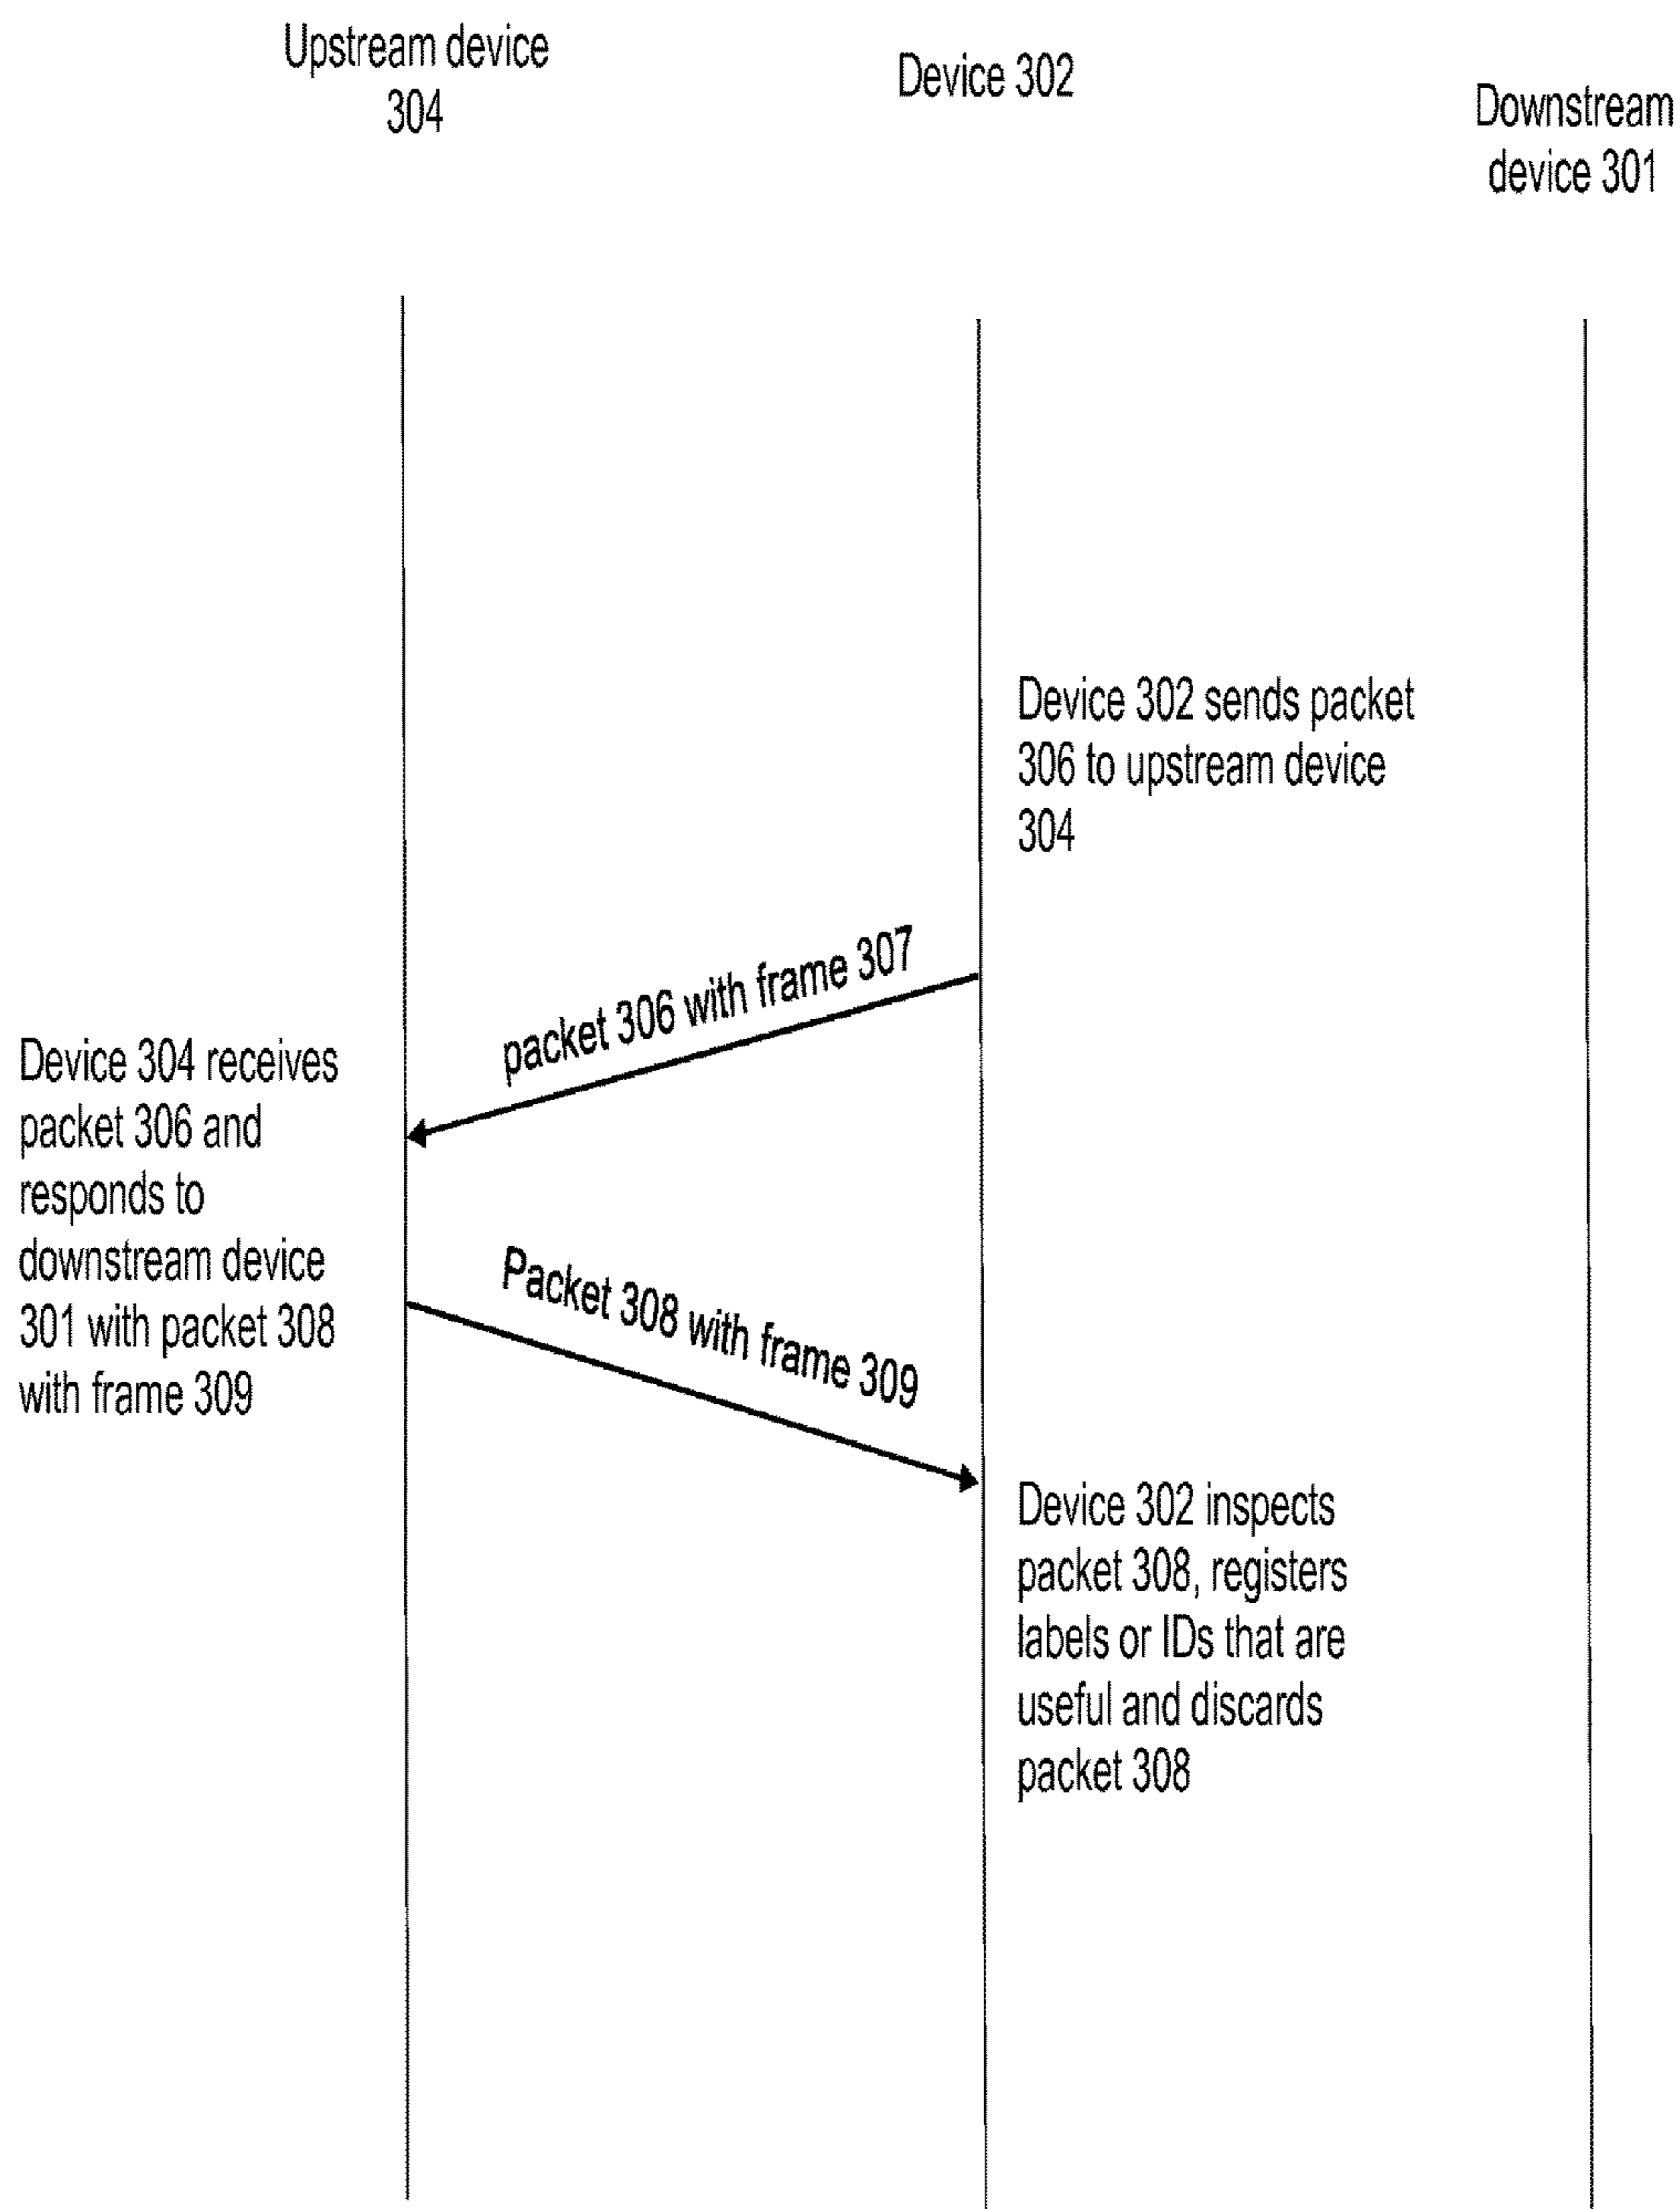 Upstream device
304
Device 302
Downstream
device 301
Device 302 sends packet
306 to upstream device
304
packet 306 with frame 307
Device 304 receives
packet 306 and
responds to
downstream device
301 with packet 308
with frame 309
Packet 308 with frame 309
Device 302 inspects
packet 308, registers
labels or IDs that are
useful and discards
packet 308